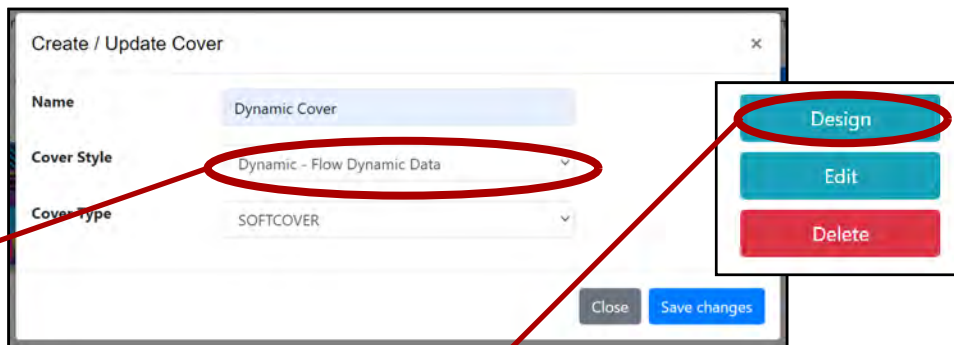 Create / Update Cover ×
Name
Dynamic Cover
Cover Style
Dynamic - Flow Dynamic Data
Cover Type
SOFTCOVER
Close
Save changes
Design
Edit
Delete